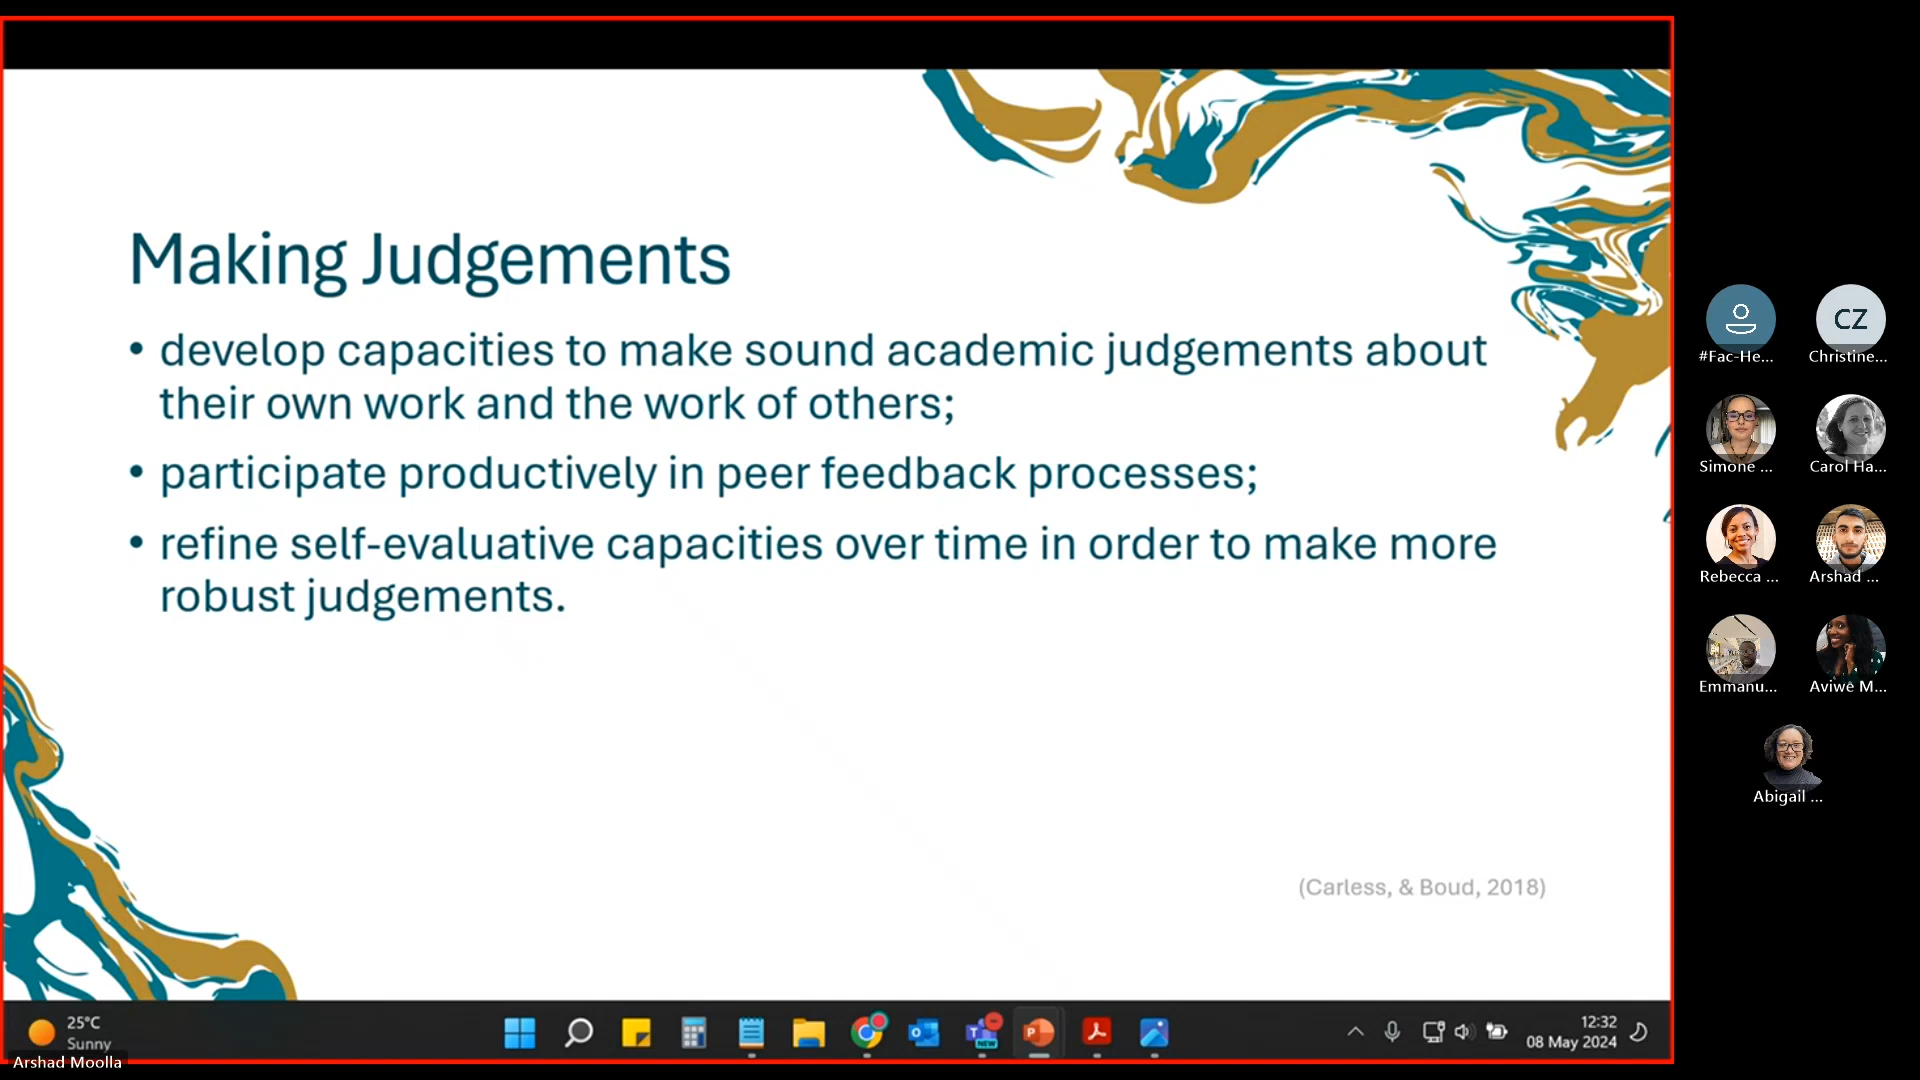 Making Judgements
• develop capacities to make sound academic judgements about
their own work and the work of others;
• participate productively in peer feedback processes;
• refine self-evaluative capacities over time in order to make more
robust judgements.
(Carless, & Boud, 2018)
#Fac-He...
CZ
Christine...
Simone ...
Carol Ha...
Rebecca ...
Arshad ...
Emmanu...
Aviwe M...
Abigail ...
25°C
Sunny
NEW
12:32
08 May 2024
Arshad Moolla